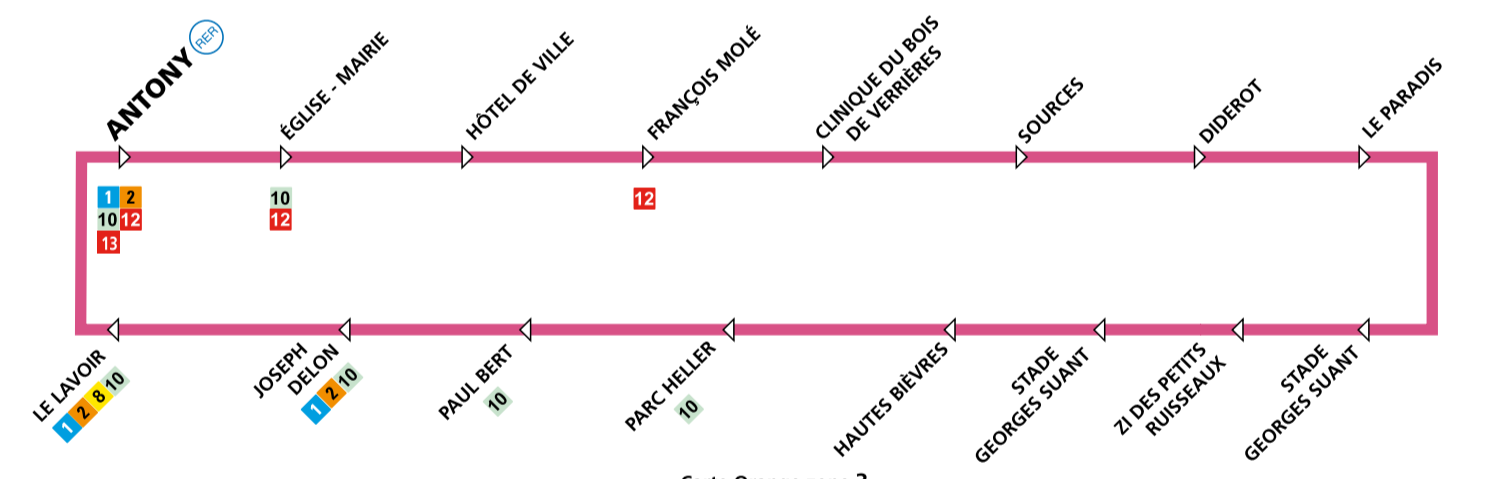 ANTONY
RER
ÉGLISE - MAIRIE
HÔTEL DE VILLE
FRANÇOIS MOLÉ
CLINIQUE DU BOIS
DE VERRIÈRES
SOURCES
DIDEROT
LE PARADIS
1 2
10 12
13
10
12
12
LE LAVOIR
1 2 8 10
JOSEPH
DELON
1 2 10
PAUL BERT
10
PARC HELLER
10
HAUTES BIÈVRES
STADE
GEORGES SUANT
ZI DES PETITS
RUISSEAUX
STADE
GEORGES SUANT